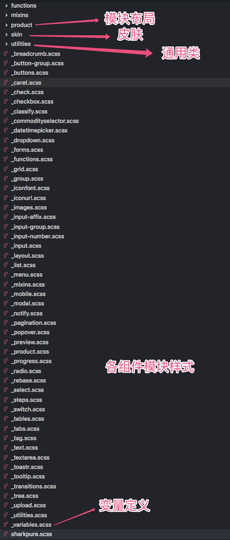 functions
mixins
product
模块布局
skin
皮肤
utilities
通用类
_breadcrumb.scss
_button-group.scss
_buttons.scss
_caret.scss
_check.scss
_checkbox.scss
_classify.scss
_commodityselector.scss
_datetimepicker.scss
_dropdown.scss
_forms.scss
_functions.scss
_grid.scss
_group.scss
_iconfont.scss
_iconurl.scss
_images.scss
_input-affix.scss
_input-group.scss
_input-number.scss
_input.scss
_layout.scss
_list.scss
_menu.scss
_mixins.scss
_mobile.scss
_modal.scss
_notify.scss
_pagination.scss
_popover.scss
_preview.scss
_product.scss
_progress.scss
各组件模块样式
_radio.scss
_rebase.scss
_select.scss
_steps.scss
_switch.scss
_tables.scss
_tabs.scss
_tag.scss
_text.scss
_textarea.scss
_toastr.scss
_tooltip.scss
_transitions.scss
_tree.scss
_upload.scss
变量定义
_utilities.scss
_variables.scss
sharkpure.scss